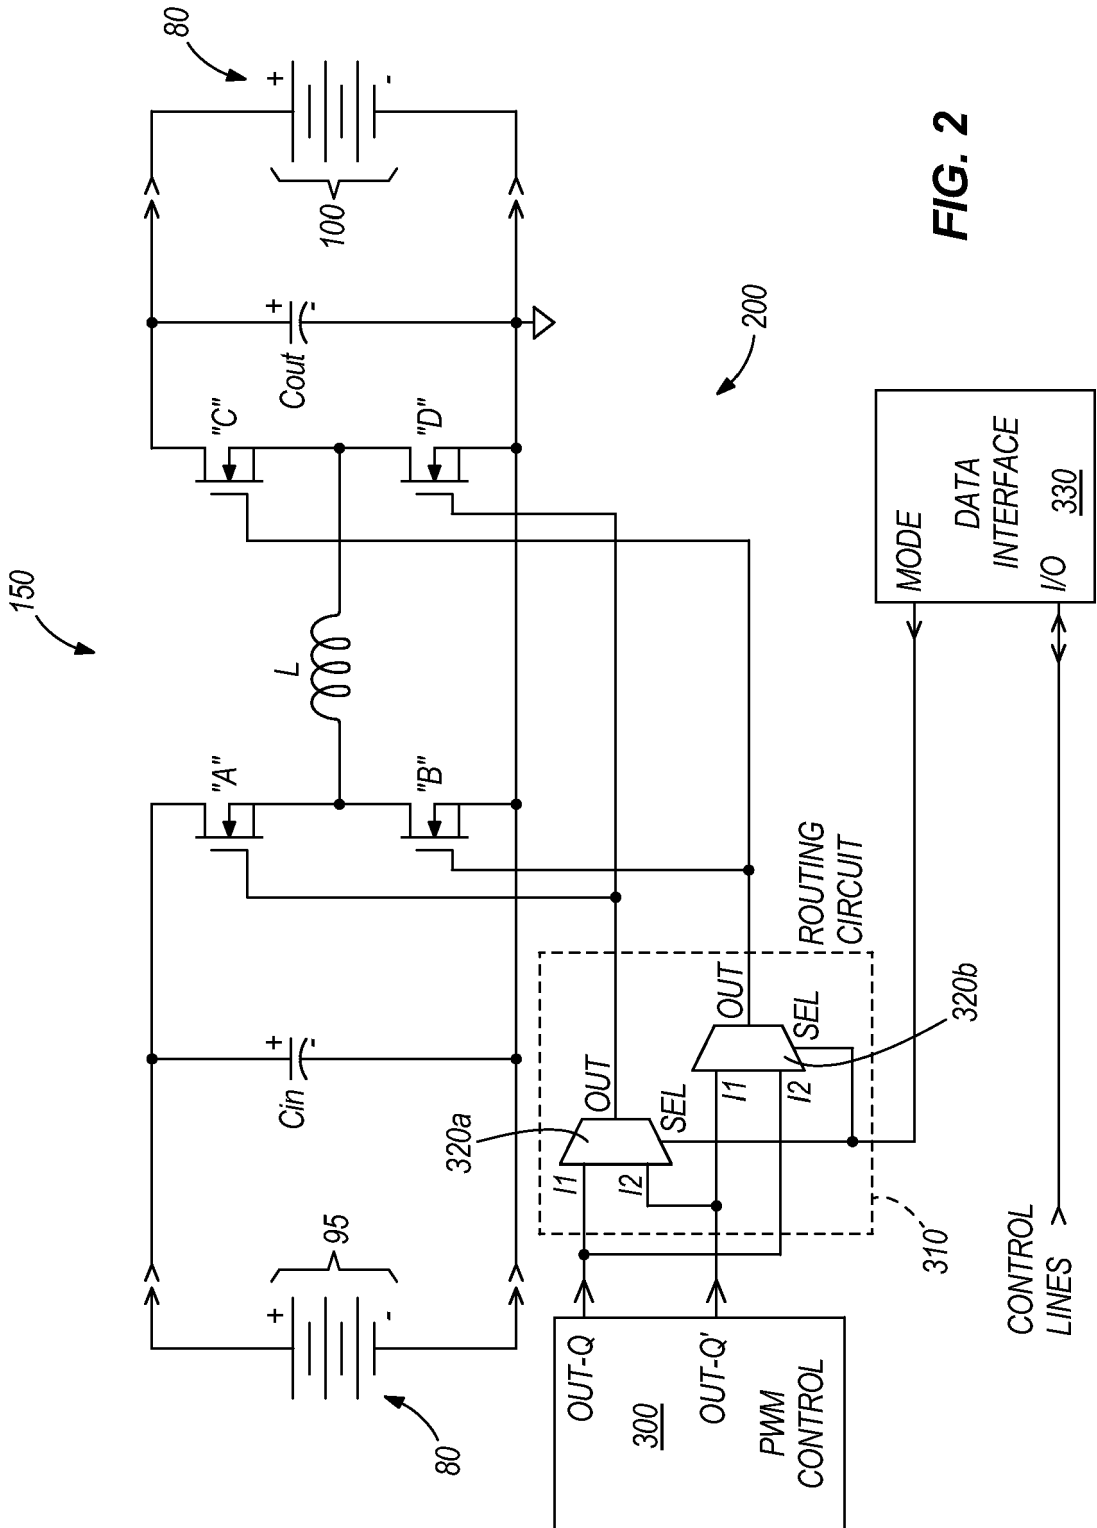 150
80
80
+
-
95
Cin
+
-
"A"
"B"
L
"C"
"D"
Cout
+
-
100
+
-
200
320a
OUT
I1
I2
SEL
OUT
I1
I2
SEL
320b
ROUTING
CIRCUIT
310
OUT-Q
300
OUT-Q'
PWM
CONTROL
MODE
DATA
INTERFACE
330
I/O
CONTROL
LINES
FIG. 2